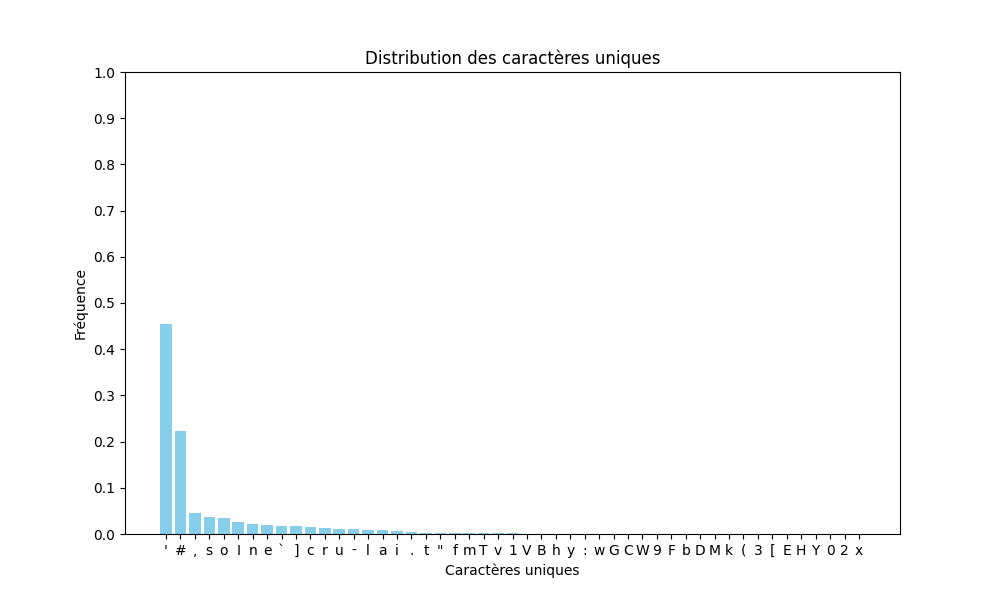 Distribution des caractères uniques
1.0
0.9
0.8
0.7
0.6
0.5
0.4
0.3
0.2
0.1
0.0
Fréquence
' # , s o I n e ` ] c r u - l a i . t " f m T v 1 V B h y : w G C W 9 F b D M k ( 3 [ E H Y 0 2 x
Caractères uniques